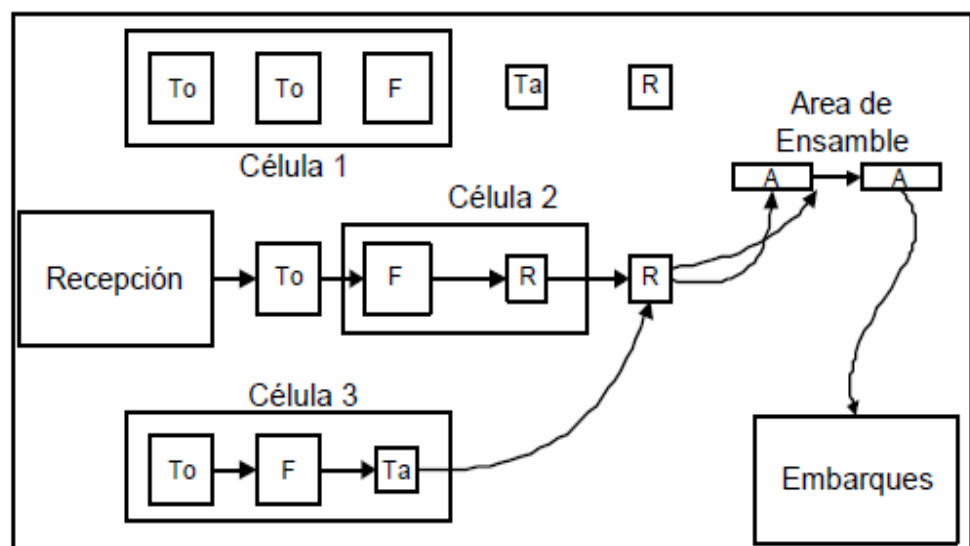 To To F Ta R
Célula 1
Area de
Ensamble
A A
Célula 2
Recepción To F R R
Célula 3
To F Ta
Embarques